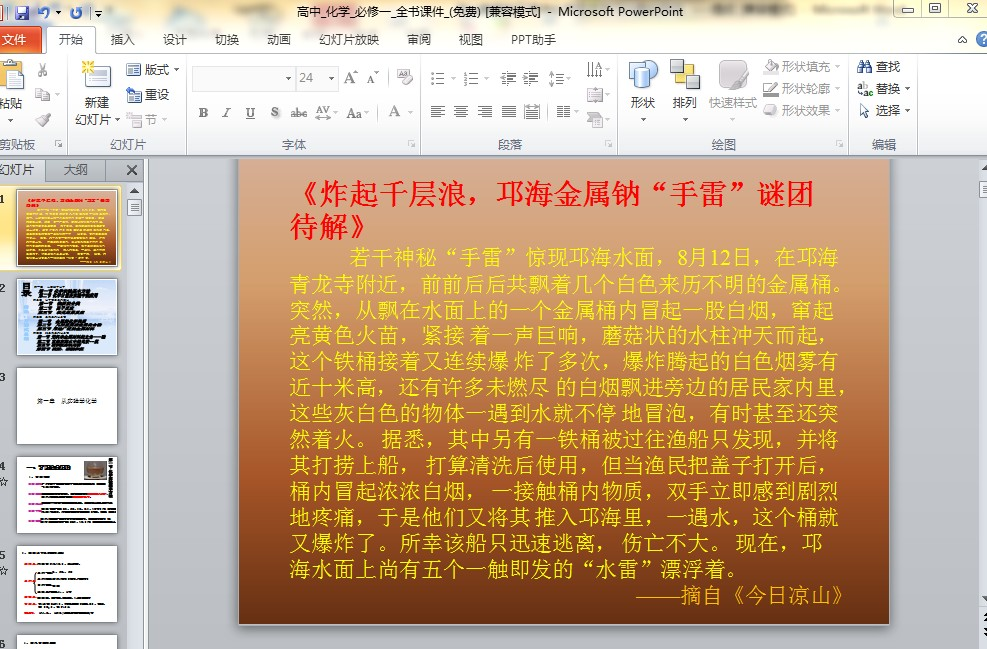 高中_化学_必修一_全书课件_(免费) [兼容模式] - Microsoft PowerPoint
文件 开始 插入 设计 切换 动画 幻灯片放映 审阅 视图 PPT助手
粘贴
剪贴板
新建
幻灯片
版式
重设
节
幻灯片
24
B I U S abc AV Aa A
字体
段落
形状
排列
快速样式
形状填充
形状轮廓
形状效果
绘图
查找
替换
选择
编辑
幻灯片 大纲
1
2
3
4
5
6
《炸起千层浪，邛海金属钠“手雷”谜团
待解》
若干神秘“手雷”惊现邛海水面，8月12日，在邛海
青龙寺附近，前前后后共飘着几个白色来历不明的金属桶。
突然，从飘在水面上的一个金属桶内冒起一股白烟，窜起
亮黄色火苗，紧接 着一声巨响，蘑菇状的水柱冲天而起，
这个铁桶接着又连续爆 炸了多次，爆炸腾起的白色烟雾有
近十米高，还有许多未燃尽 的白烟飘进旁边的居民家内里，
这些灰白色的物体一遇到水就不停 地冒泡，有时甚至还突
然着火。 据悉，其中另有一铁桶被过往渔船只发现，并将
其打捞上船， 打算清洗后使用，但当渔民把盖子打开后，
桶内冒起浓浓白烟， 一接触桶内物质，双手立即感到剧烈
地疼痛，于是他们又将其 推入邛海里，一遇水，这个桶就
又爆炸了。所幸该船只迅速逃离， 伤亡不大。 现在，邛
海水面上尚有五个一触即发的“水雷”漂浮着。
——摘自《今日凉山》